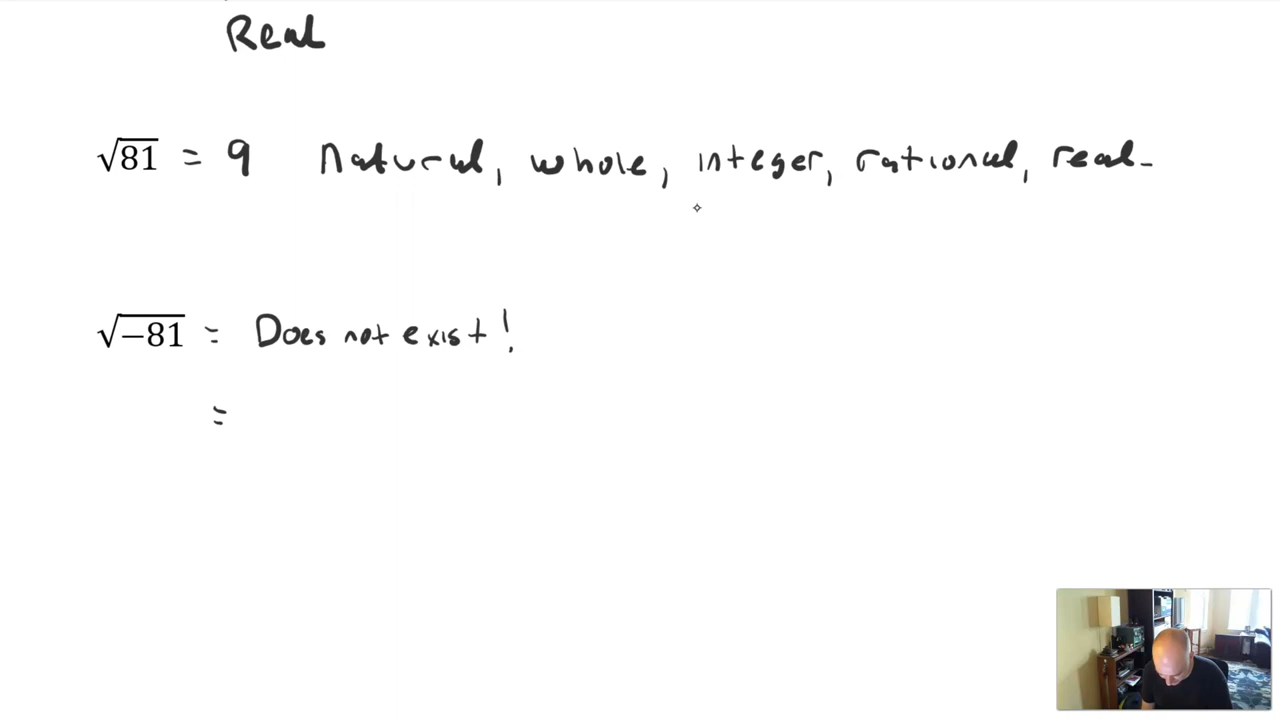 Real
√81 = 9 natural, whole, integer, rational, real.
√-81 = Does not exist!
=